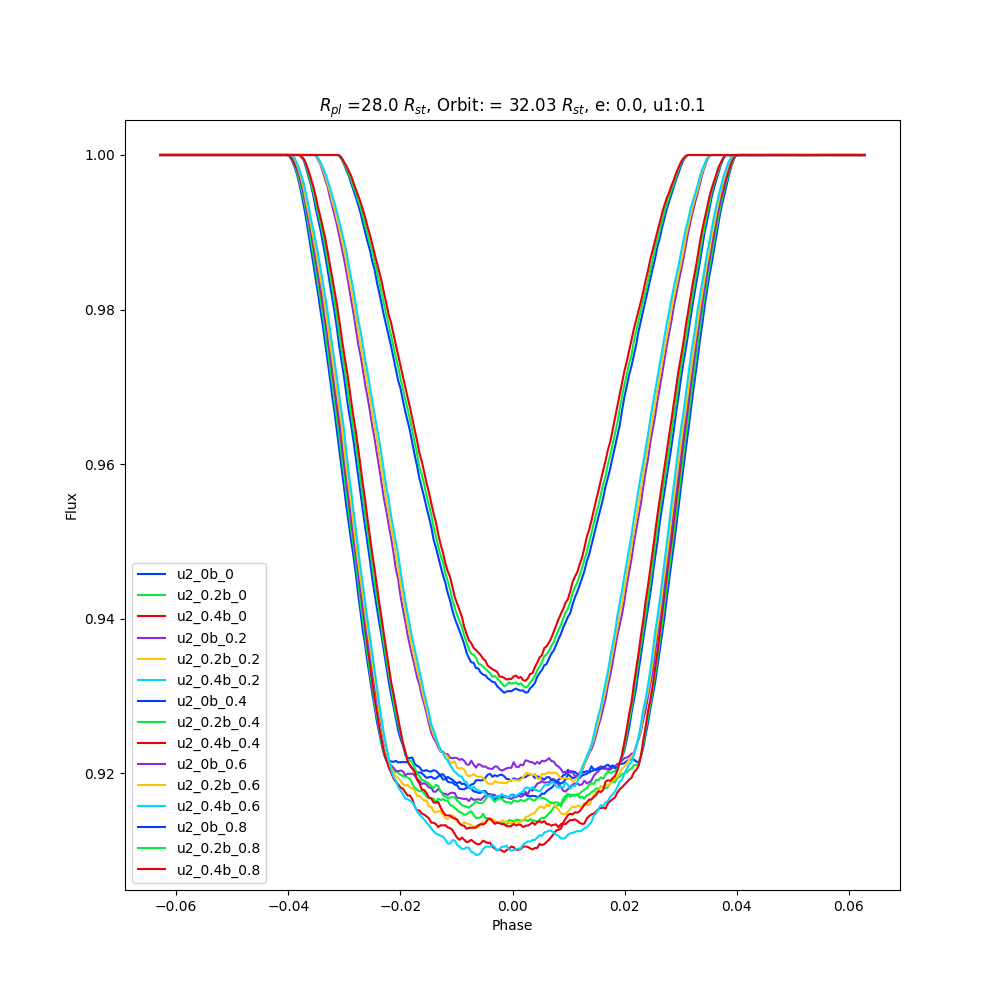 R_pl =28.0 R_st, Orbit: = 32.03 R_st, e: 0.0, u1:0.1
1.00
0.98
0.96
0.94
0.92
Flux
u2_0b_0
u2_0.2b_0
u2_0.4b_0
u2_0b_0.2
u2_0.2b_0.2
u2_0.4b_0.2
u2_0b_0.4
u2_0.2b_0.4
u2_0.4b_0.4
u2_0b_0.6
u2_0.2b_0.6
u2_0.4b_0.6
u2_0b_0.8
u2_0.2b_0.8
u2_0.4b_0.8
−0.06 −0.04 −0.02 0.00 0.02 0.04 0.06
Phase